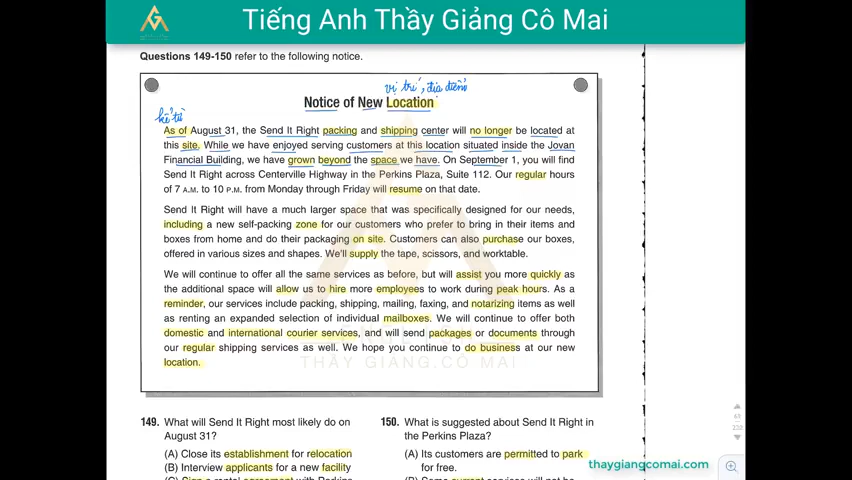 Tiếng Anh Thầy Giảng Cô Mai
Questions 149-150 refer to the following notice.
vị trí, địa điểm
Notice of New Location
kể từ
As of August 31, the Send It Right packing and shipping center will no longer be located at
this site. While we have enjoyed serving customers at this location situated inside the Jovan
Financial Building, we have grown beyond the space we have. On September 1, you will find
Send It Right across Centerville Highway in the Perkins Plaza, Suite 112. Our regular hours
of 7 A.M. to 10 P.M. from Monday through Friday will resume on that date.
Send It Right will have a much larger space that was specifically designed for our needs,
including a new self-packing zone for our customers who prefer to bring in their items and
boxes from home and do their packaging on site. Customers can also purchase our boxes,
offered in various sizes and shapes. We'll supply the tape, scissors, and worktable.
We will continue to offer all the same services as before, but will assist you more quickly as
the additional space will allow us to hire more employees to work during peak hours. As a
reminder, our services include packing, shipping, mailing, faxing, and notarizing items as well
as renting an expanded selection of individual mailboxes. We will continue to offer both
domestic and international courier services, and will send packages or documents through
our regular shipping services as well. We hope you continue to do business at our new
location.
THẦY GIẢNG.CÔ MAI
149. What will Send It Right most likely do on
August 31?
(A) Close its establishment for relocation
(B) Interview applicants for a new facility
(C) Sign a rental agreement with Perkins
150. What is suggested about Send It Right in
the Perkins Plaza?
(A) Its customers are permitted to park
for free.
(B) Some current services will not be
thaygiangcomai.com